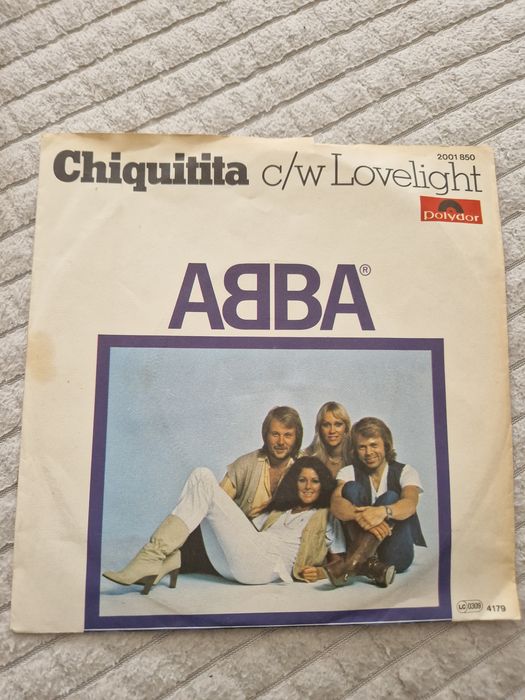 2001 850
Chiquitita c/w Lovelight
polydor
ABBA®
LC 0309 4179